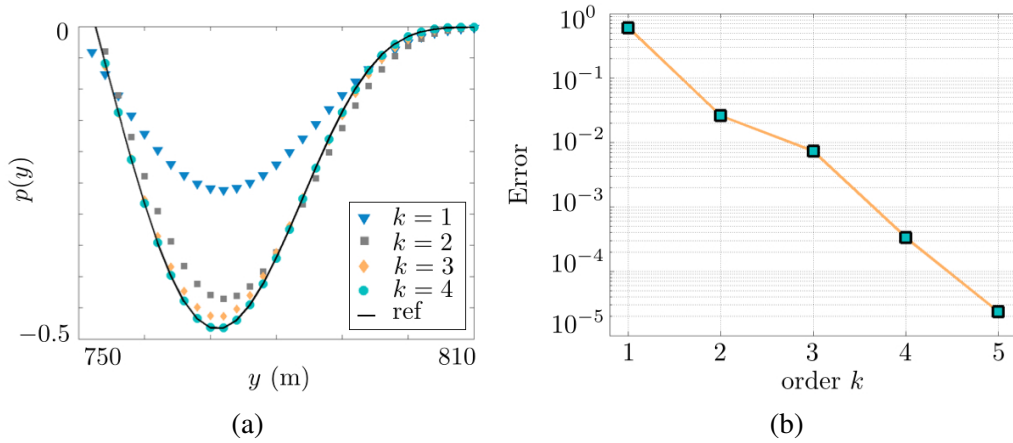 0
p(y)
−0.5
750
810
y (m)
k = 1
k = 2
k = 3
k = 4
ref
(a)
10^0
10^{-1}
10^{-2}
10^{-3}
10^{-4}
10^{-5}
Error
1 2 3 4 5
order k
(b)